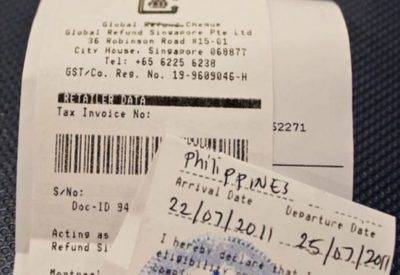 Global Refund Cheque
Global Refund Singapore Pte Ltd
36 Robinson Road #15-01
City House, Singapore 068877
Tel: +65 6225 6238
GST/Co. Reg. No. 19-9609046-H
RETAILER DATA
Tax Invoice No:
S2271
S/No:
Doc-ID 94
Acting as
Refund Si
PHILIPPINES
Arrival Date
Departure Date
22/07/2011
25/07/2011
I hereby declare that
eligibility